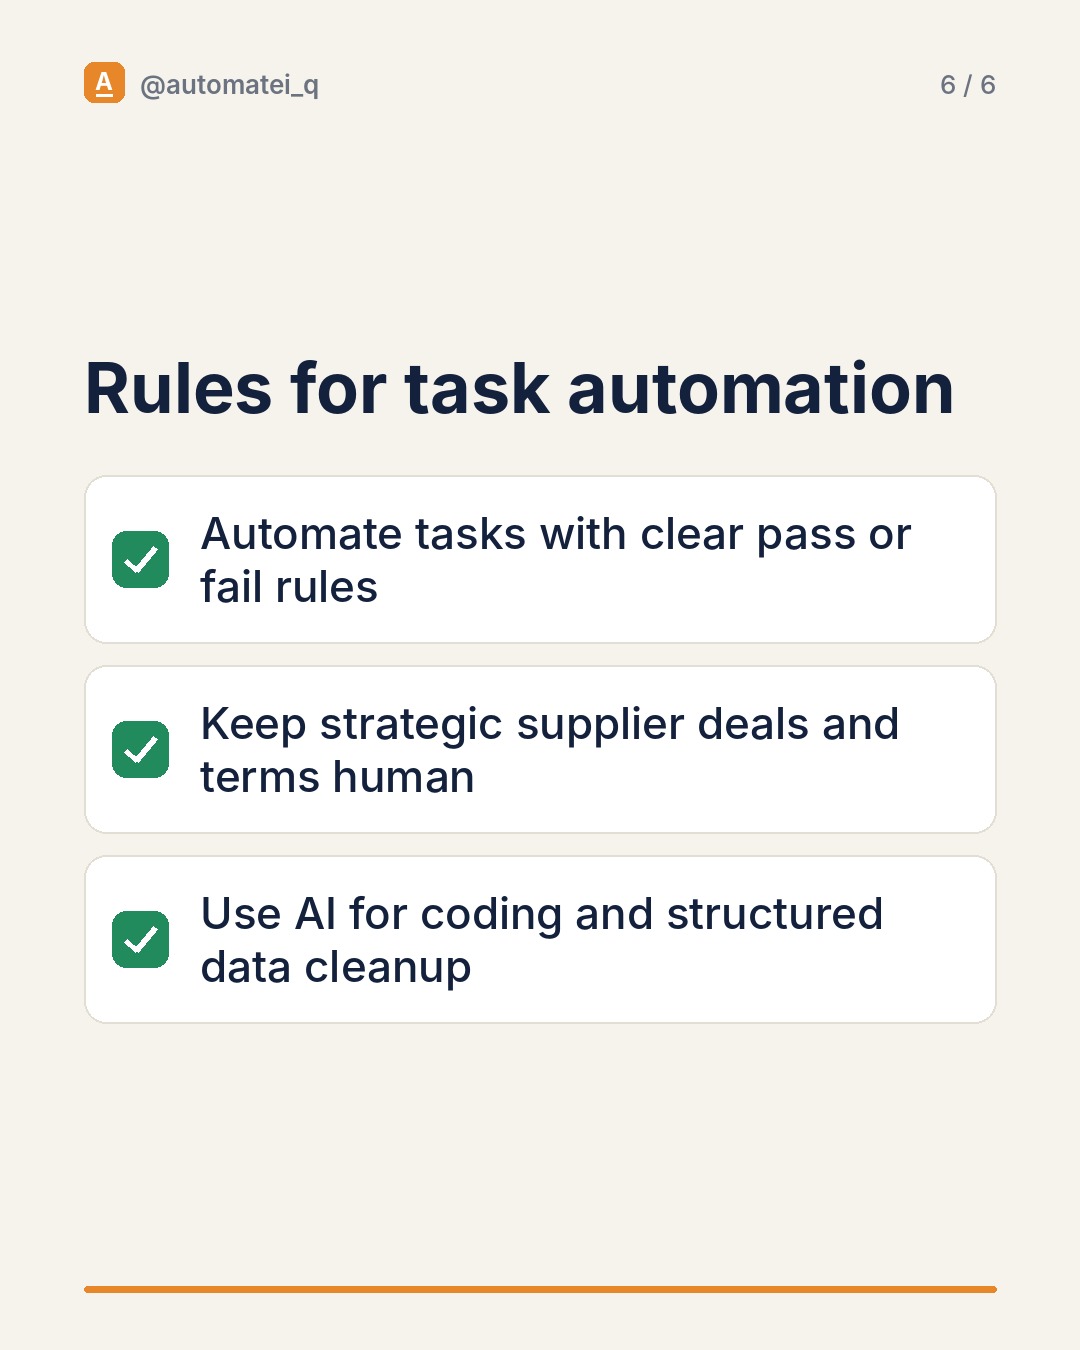 A @automatei_q
6 / 6
Rules for task automation
Automate tasks with clear pass or
fail rules
Keep strategic supplier deals and
terms human
Use AI for coding and structured
data cleanup